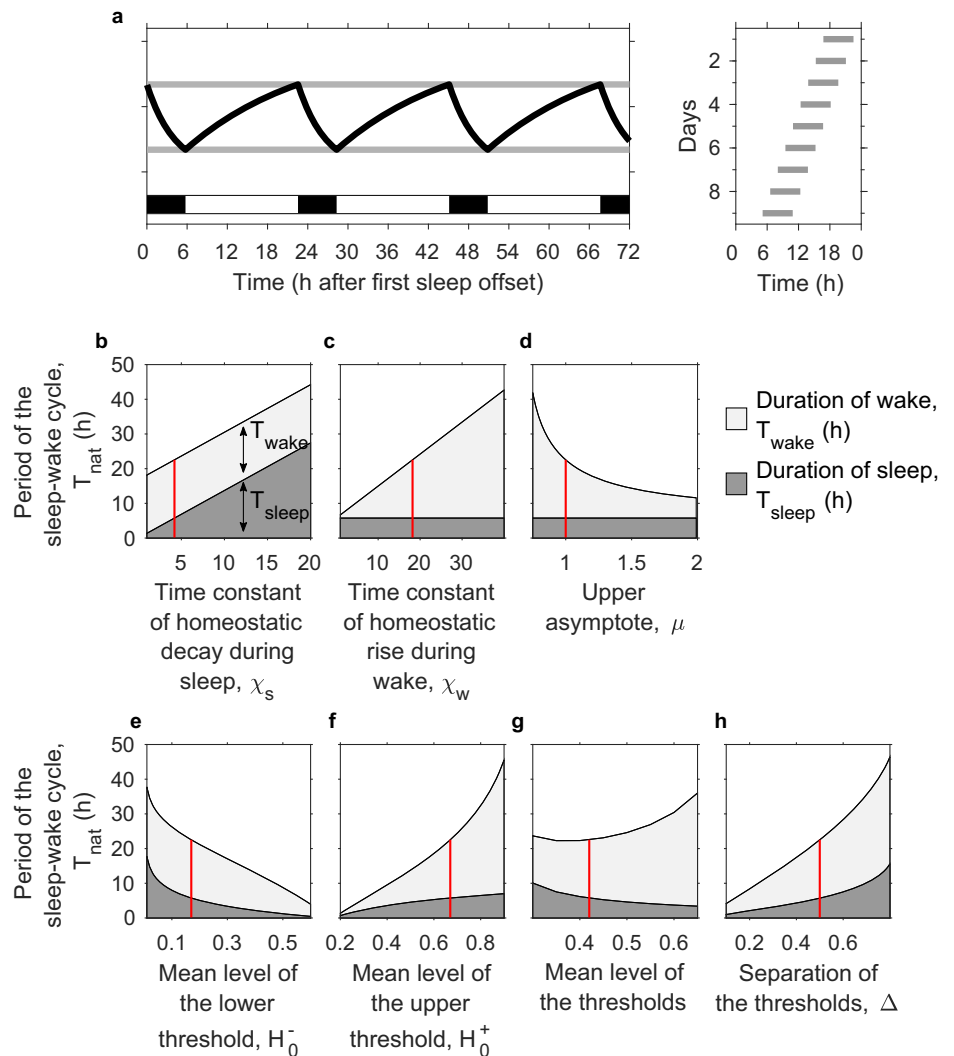 a
0 6 12 18 24 30 36 42 48 54 60 66 72
Time (h after first sleep offset)
Days
2
4
6
8
0 6 12 18 0
Time (h)
b
c
d
Period of the
sleep-wake cycle,
T_nat (h)
50
40
30
20
10
0
T_wake
T_sleep
5 10 15 20
Time constant
of homeostatic
decay during
sleep, χ_s
10 20 30
Time constant
of homeostatic
rise during
wake, χ_w
1 1.5 2
Upper
asymptote, μ
Duration of wake,
T_wake (h)
Duration of sleep,
T_sleep (h)
e
f
g
h
Period of the
sleep-wake cycle,
T_nat (h)
50
40
30
20
10
0
0.1 0.3 0.5
Mean level of
the lower
threshold, H_0^-
0.2 0.4 0.6 0.8
Mean level of
the upper
threshold, H_0^+
0.4 0.5 0.6
Mean level of
the thresholds
0.2 0.4 0.6
Separation of
the thresholds, Δ